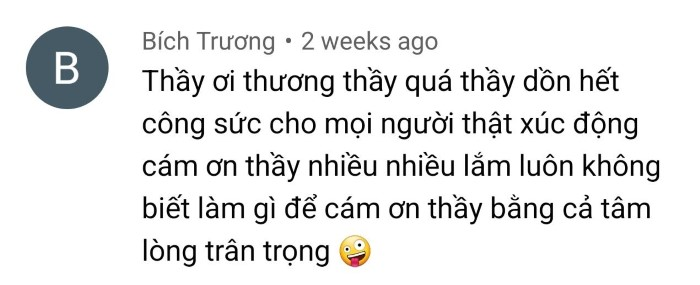 B
Bích Trương • 2 weeks ago
Thầy ơi thương thầy quá thầy dồn hết
công sức cho mọi người thật xúc động
cám ơn thầy nhiều nhiều lắm luôn không
biết làm gì để cám ơn thầy bằng cả tâm
lòng trân trọng 🤪